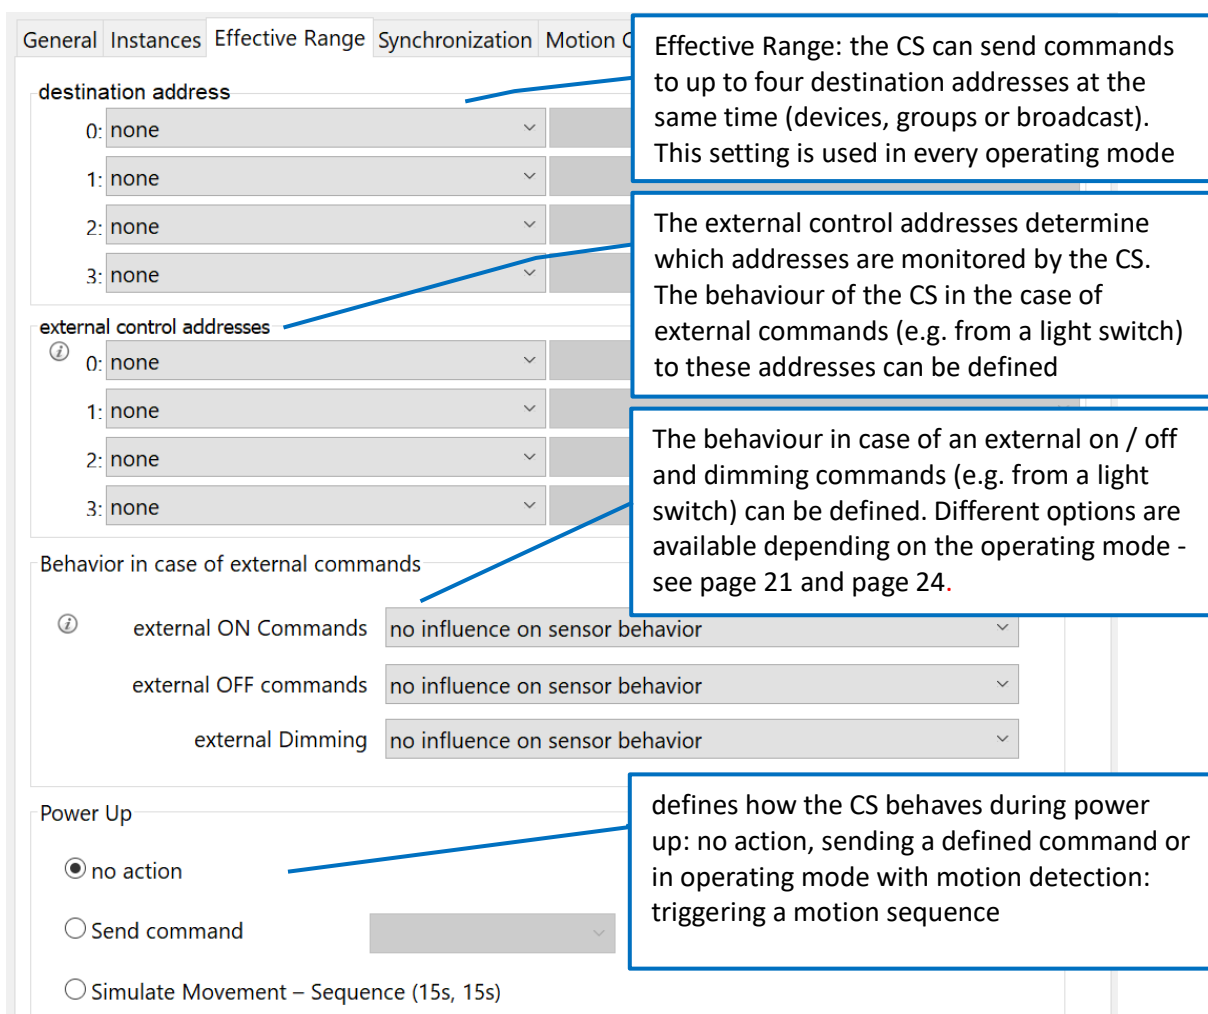 General Instances Effective Range Synchronization Motion
Effective Range: the CS can send commands
to up to four destination addresses at the
same time (devices, groups or broadcast).
This setting is used in every operating mode
destination address
0: none
1: none
2: none
3: none
The external control addresses determine
which addresses are monitored by the CS.
The behaviour of the CS in the case of
external commands (e.g. from a light switch)
to these addresses can be defined
external control addresses
0: none
1: none
2: none
3: none
The behaviour in case of an external on / off
and dimming commands (e.g. from a light
switch) can be defined. Different options are
available depending on the operating mode -
see page 21 and page 24.
Behavior in case of external commands
external ON Commands no influence on sensor behavior
external OFF commands no influence on sensor behavior
external Dimming no influence on sensor behavior
Power Up
defines how the CS behaves during power
up: no action, sending a defined command or
in operating mode with motion detection:
triggering a motion sequence
no action
Send command
Simulate Movement – Sequence (15s, 15s)